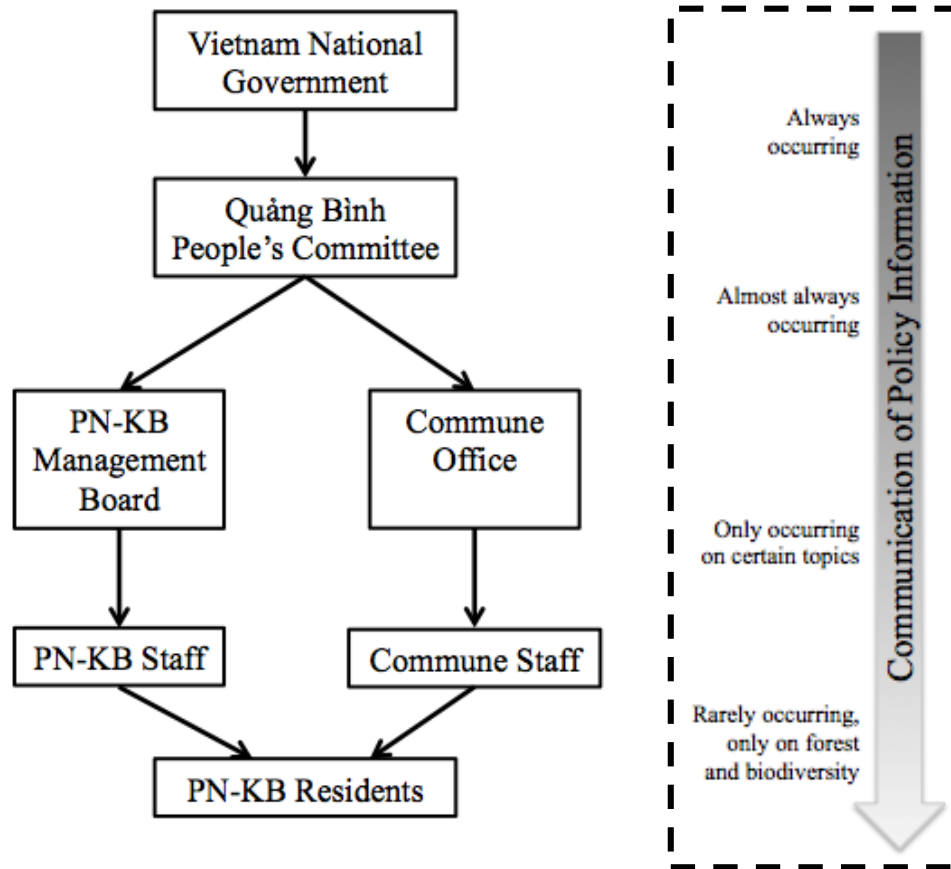 Vietnam National
Government
Quảng Bình
People's Committee
PN-KB
Management
Board
Commune
Office
PN-KB Staff
Commune Staff
PN-KB Residents
Always
occurring
Almost always
occurring
Only occurring
on certain topics
Rarely occurring,
only on forest
and biodiversity
Communication of Policy Information